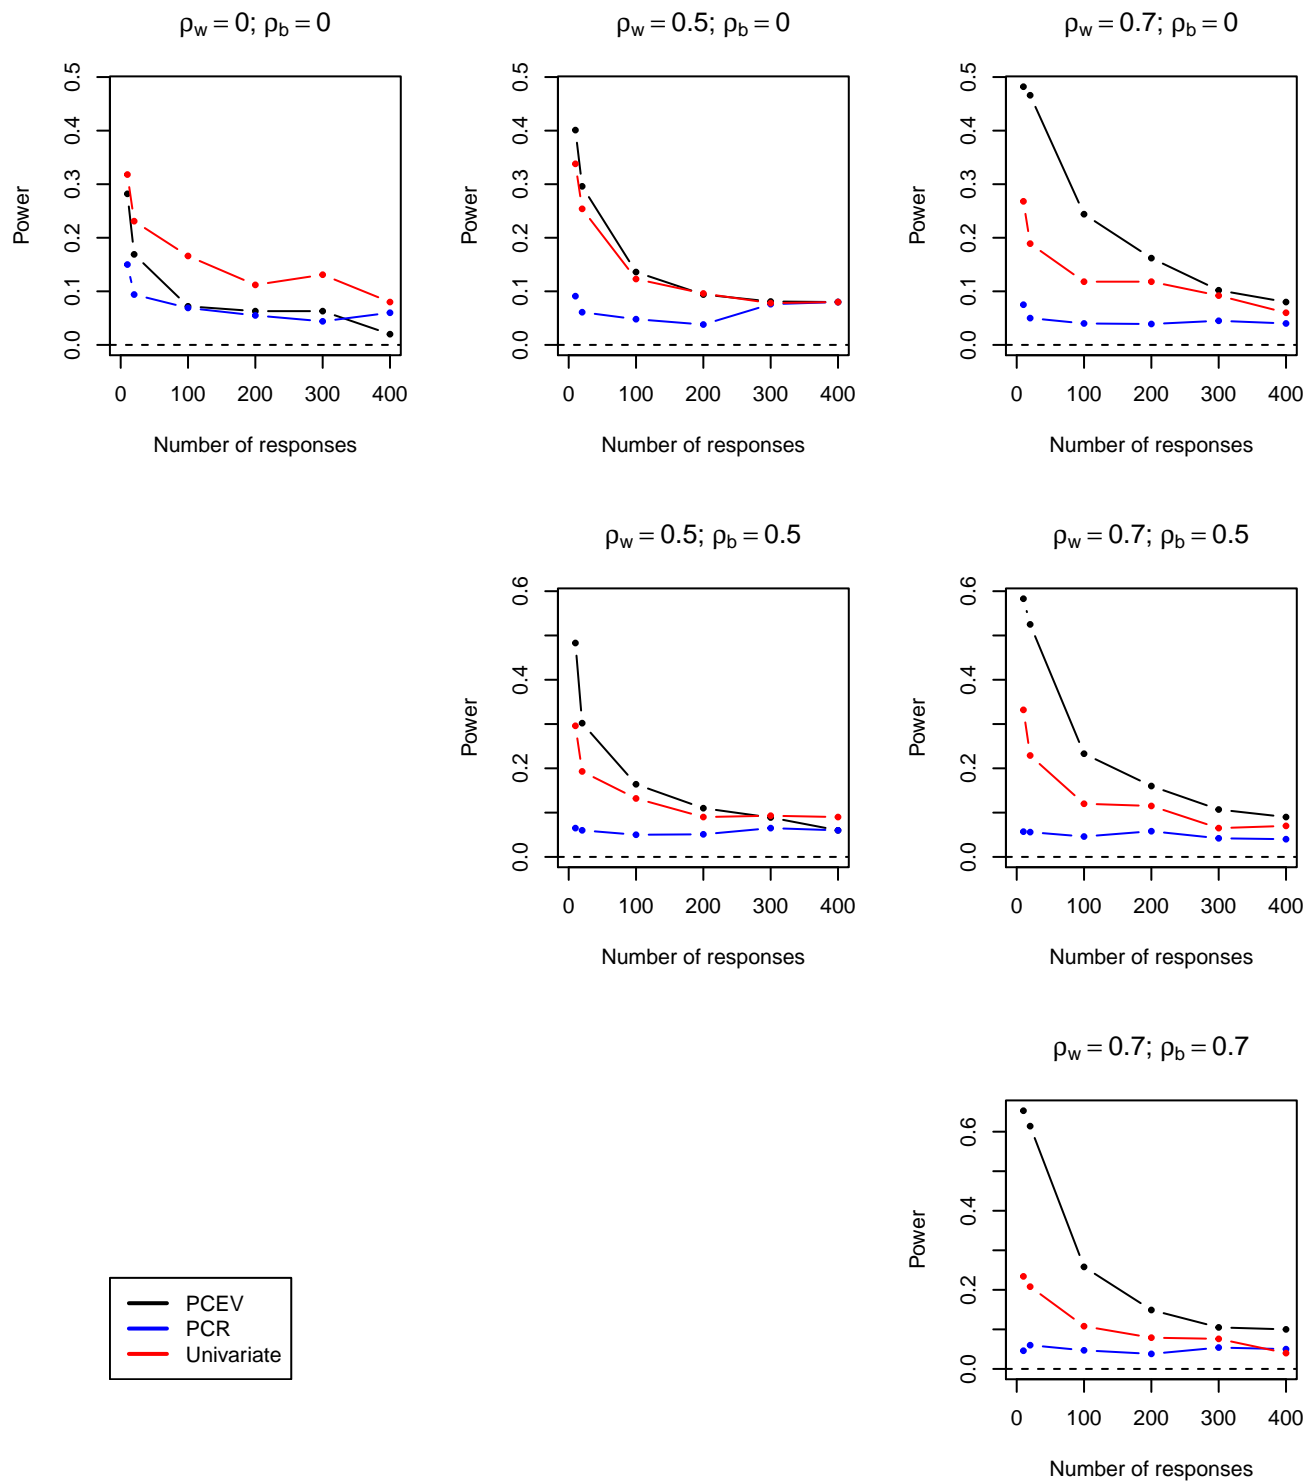 ρw = 0; ρb = 0
ρw = 0.5; ρb = 0
ρw = 0.7; ρb = 0
Power
0.0 0.1 0.2 0.3 0.4 0.5
0 100 200 300 400
Number of responses
Power
0.0 0.1 0.2 0.3 0.4 0.5
0 100 200 300 400
Number of responses
Power
0.0 0.1 0.2 0.3 0.4 0.5
0 100 200 300 400
Number of responses
ρw = 0.5; ρb = 0.5
ρw = 0.7; ρb = 0.5
Power
0.0 0.2 0.4 0.6
0 100 200 300 400
Number of responses
Power
0.0 0.2 0.4 0.6
0 100 200 300 400
Number of responses
ρw = 0.7; ρb = 0.7
Power
0.0 0.2 0.4 0.6
0 100 200 300 400
Number of responses
PCEV
PCR
Univariate